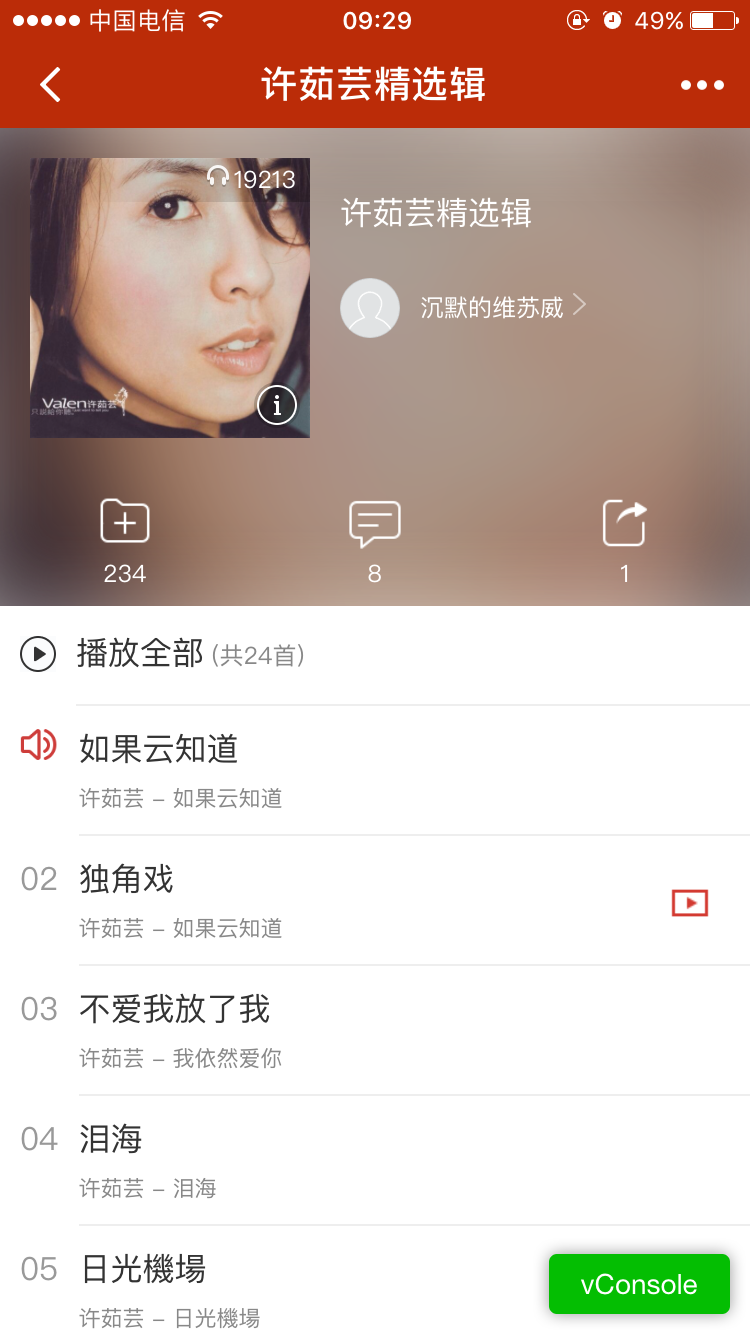 中国电信 09:29 49%
许茹芸精选辑
19213
许茹芸精选辑
沉默的维苏威
Valen许茹芸
只說給你聽
234 8 1
播放全部 (共24首)
如果云知道
许茹芸 – 如果云知道
02 独角戏
许茹芸 – 如果云知道
03 不爱我放了我
许茹芸 – 我依然爱你
04 泪海
许茹芸 – 泪海
05 日光機場
许茹芸 – 日光機場
vConsole